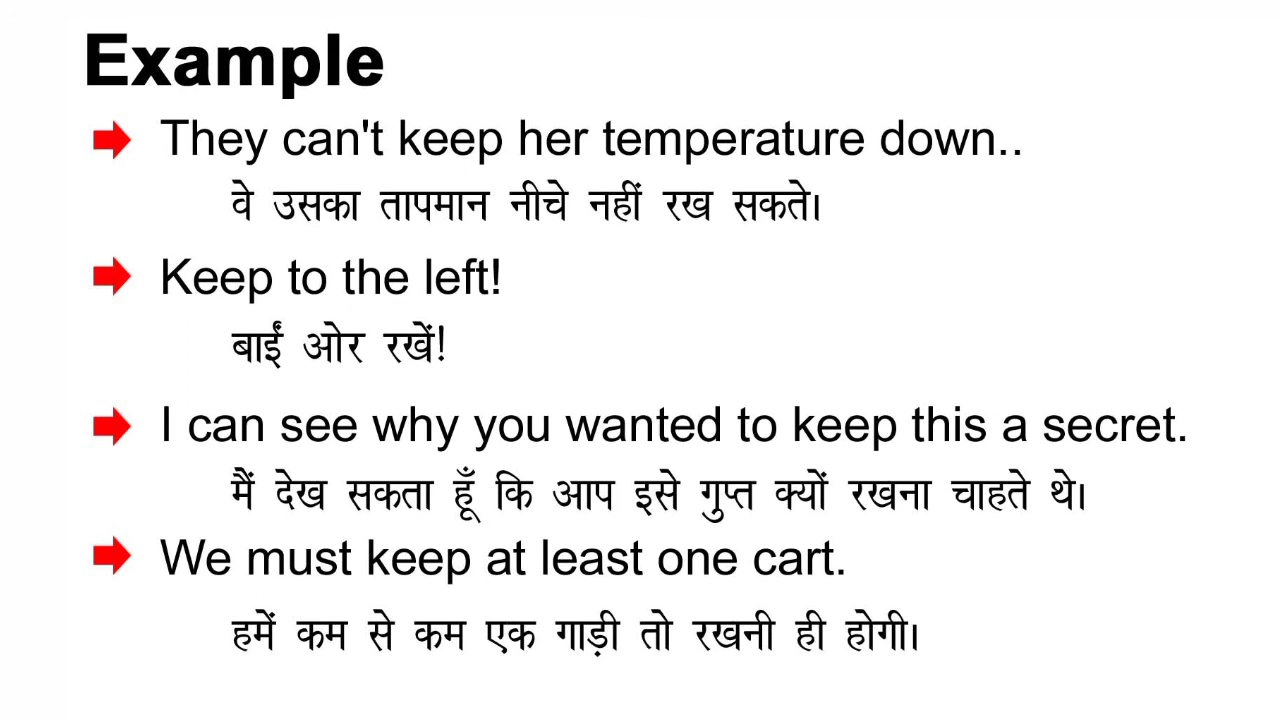 Example
They can't keep her temperature down..
वे उसका तापमान नीचे नहीं रख सकते।
Keep to the left!
बाईं ओर रखें!
I can see why you wanted to keep this a secret.
मैं देख सकता हूँ कि आप इसे गुप्त क्यों रखना चाहते थे।
We must keep at least one cart.
हमें कम से कम एक गाड़ी तो रखनी ही होगी।